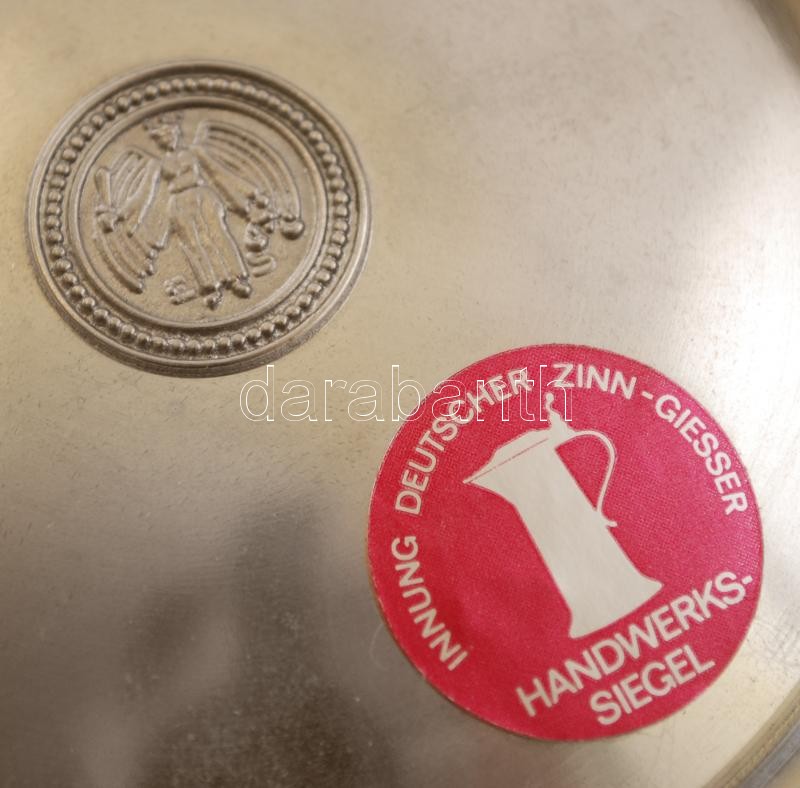 darabanth
INNUNG DEUTSCHER ZINN-GIESSER
HANDWERKS-
SIEGEL